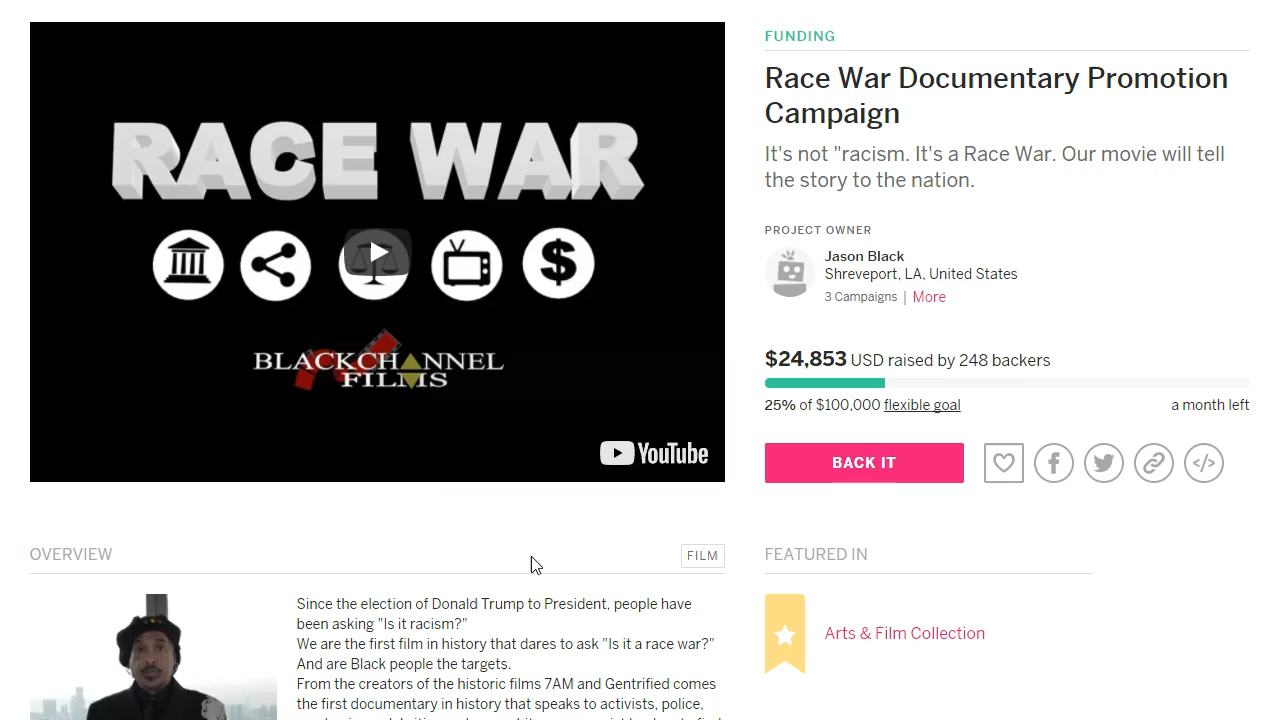 RACE WAR
BLACKCHANNEL
FILMS
YouTube
FUNDING
Race War Documentary Promotion
Campaign
It's not "racism. It's a Race War. Our movie will tell
the story to the nation.
PROJECT OWNER
Jason Black
Shreveport, LA, United States
3 Campaigns | More
$24,853 USD raised by 248 backers
25% of $100,000 flexible goal
a month left
BACK IT
OVERVIEW
FILM
Since the election of Donald Trump to President, people have
been asking "Is it racism?"
We are the first film in history that dares to ask "Is it a race war?"
And are Black people the targets.
From the creators of the historic films 7AM and Gentrified comes
the first documentary in history that speaks to activists, police,
FEATURED IN
Arts & Film Collection